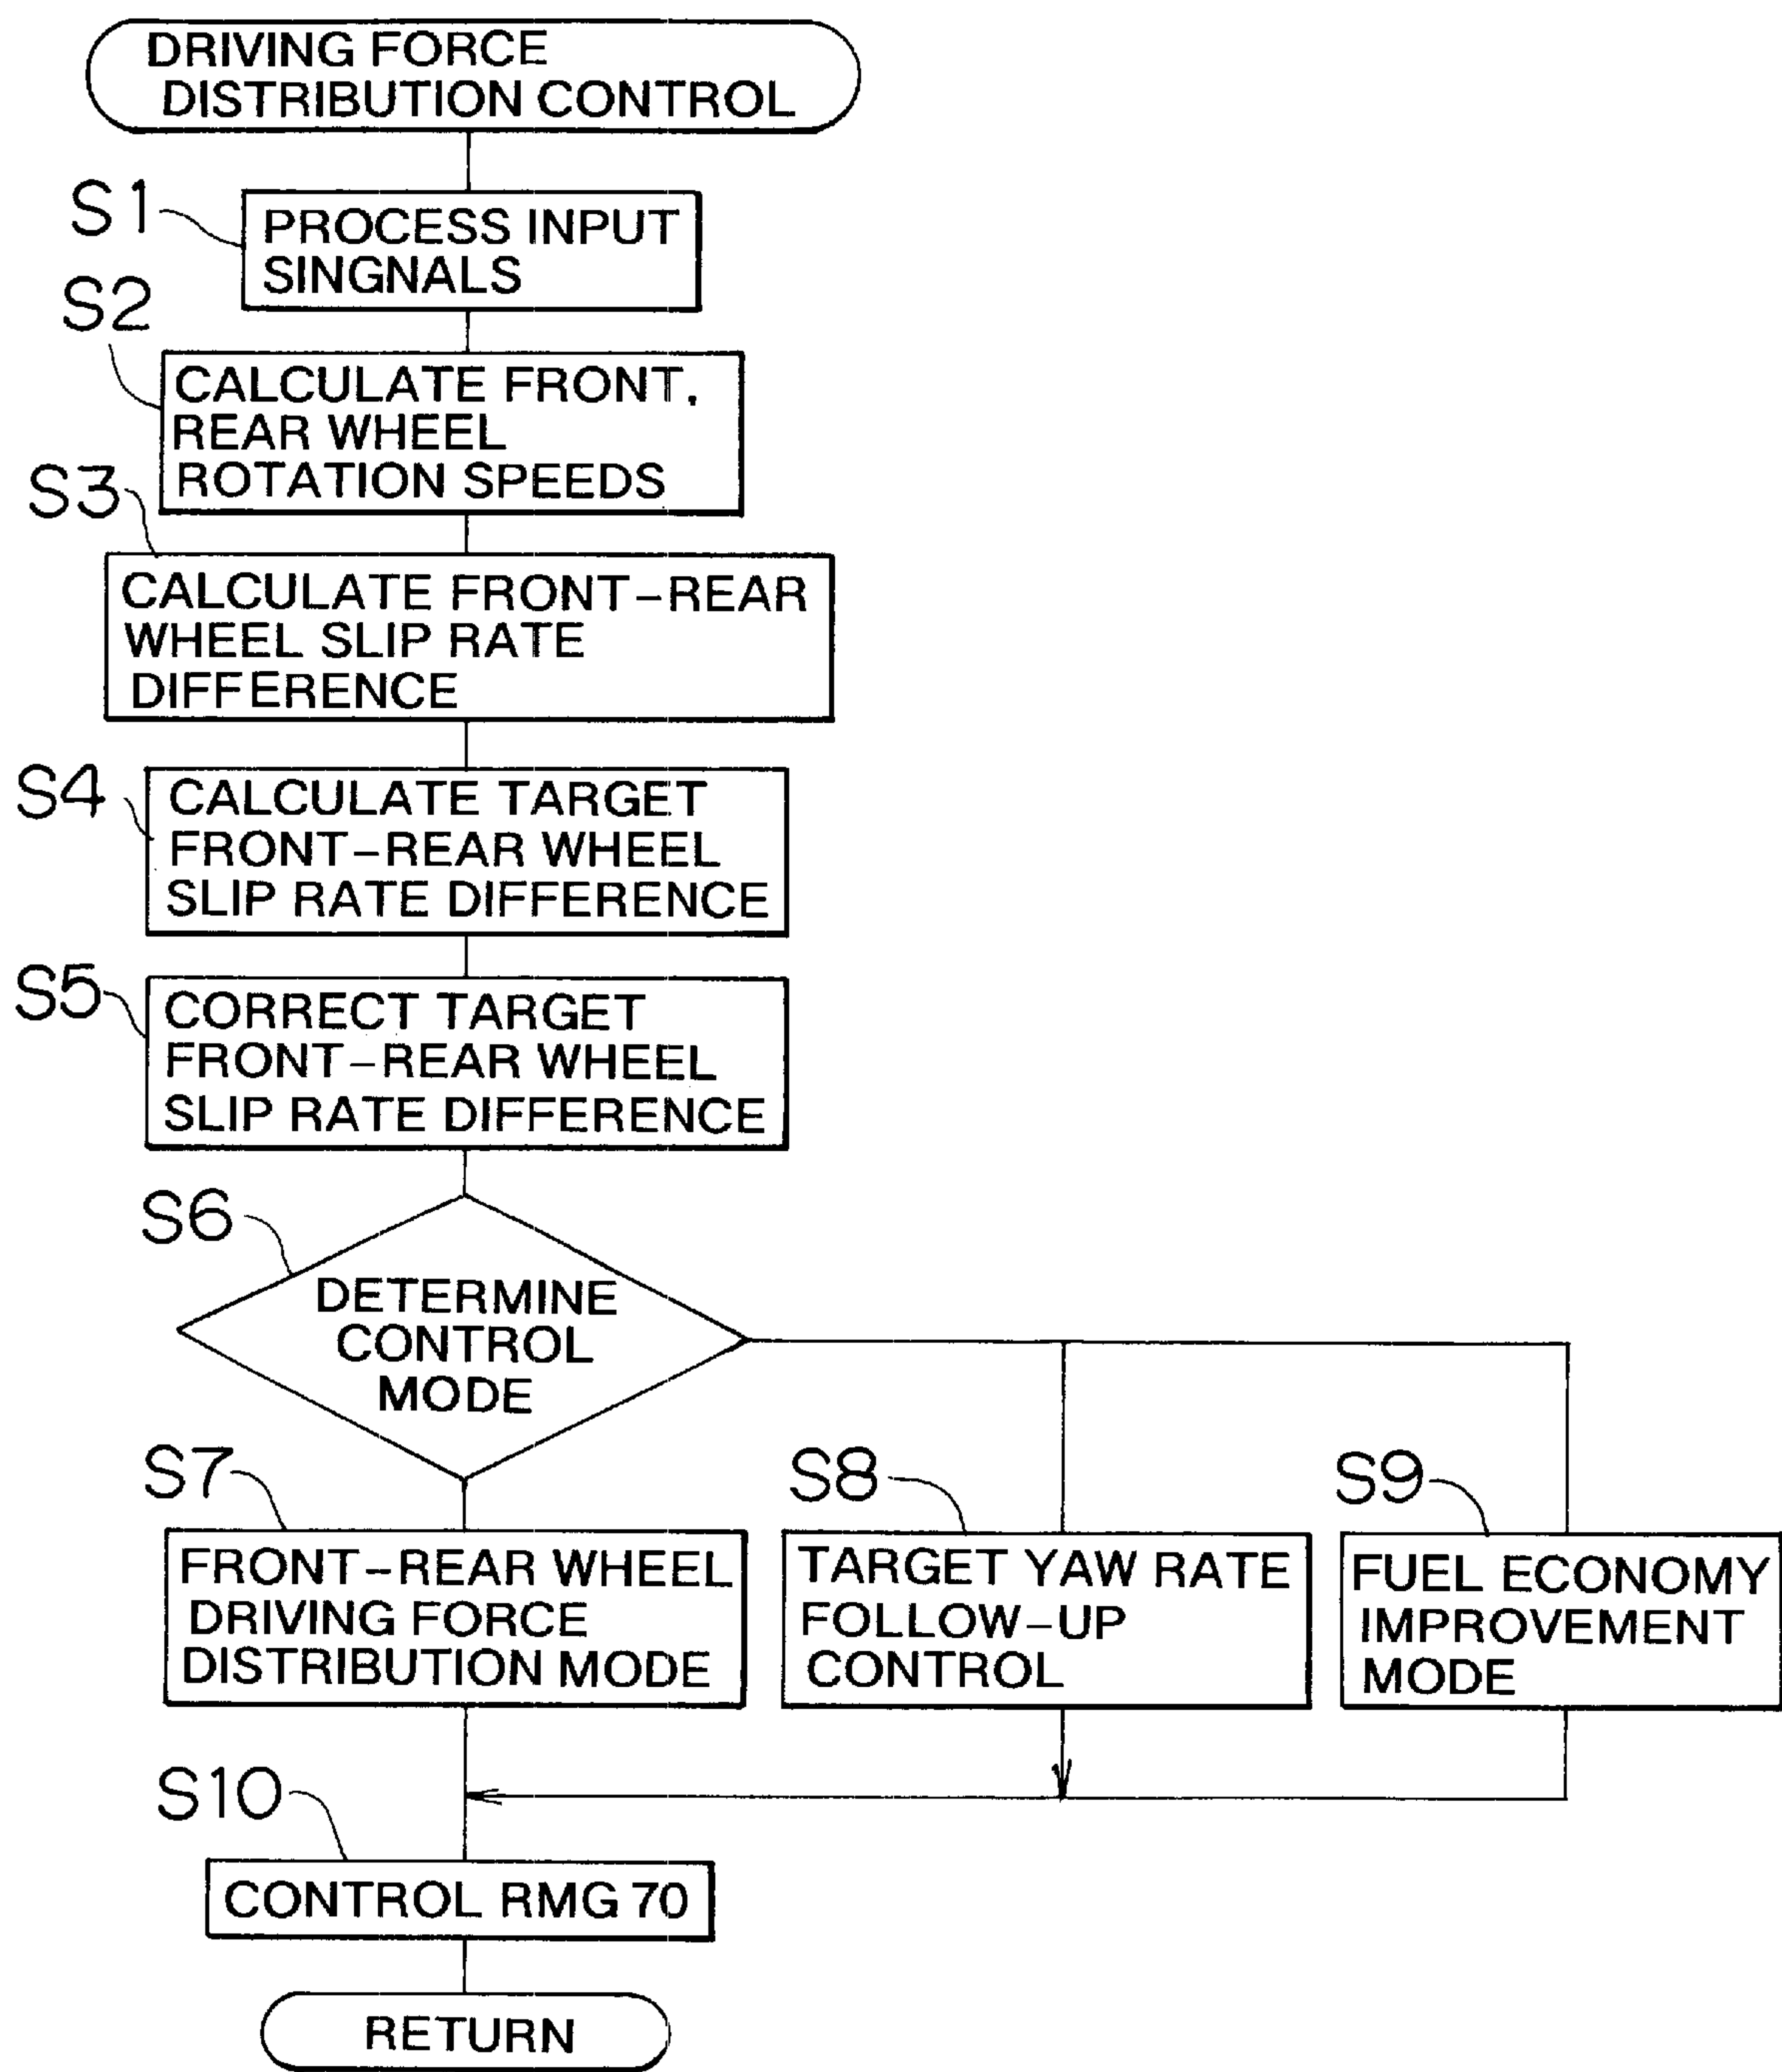 DRIVING FORCE
DISTRIBUTION CONTROL
S1
PROCESS INPUT
SINGNALS
S2
CALCULATE FRONT,
REAR WHEEL
ROTATION SPEEDS
S3
CALCULATE FRONT-REAR
WHEEL SLIP RATE
DIFFERENCE
S4
CALCULATE TARGET
FRONT-REAR WHEEL
SLIP RATE DIFFERENCE
S5
CORRECT TARGET
FRONT-REAR WHEEL
SLIP RATE DIFFERENCE
S6
DETERMINE
CONTROL
MODE
S7
FRONT-REAR WHEEL
DRIVING FORCE
DISTRIBUTION MODE
S8
TARGET YAW RATE
FOLLOW-UP
CONTROL
S9
FUEL ECONOMY
IMPROVEMENT
MODE
S10
CONTROL RMG 70
RETURN